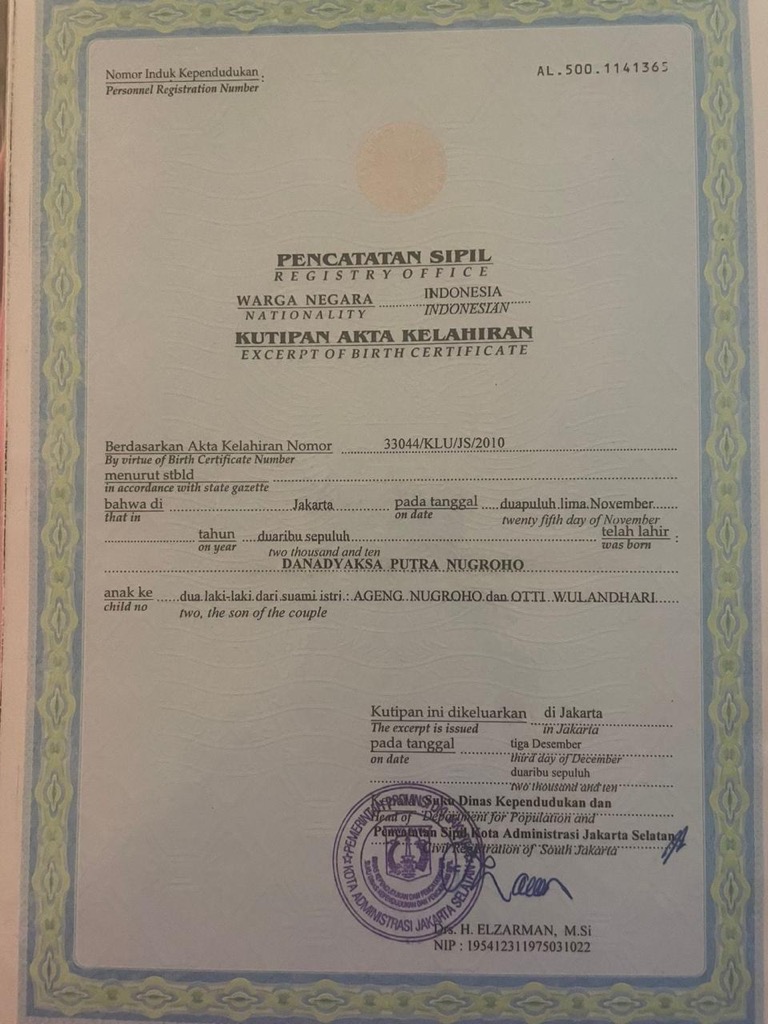 Nomor Induk Kependudukan :
Personnel Registration Number
AL.500.1141365
PENCATATAN SIPIL
REGISTRY OFFICE
WARGA NEGARA INDONESIA
NATIONALITY INDONESIAN
KUTIPAN AKTA KELAHIRAN
EXCERPT OF BIRTH CERTIFICATE
Berdasarkan Akta Kelahiran Nomor 33044/KLU/JS/2010
By virtue of Birth Certificate Number
menurut stbld
in accordance with state gazette
bahwa di Jakarta pada tanggal duapuluh lima November
that in on date twenty fifth day of November
tahun duaribu sepuluh telah lahir :
on year two thousand and ten was born
DANADYAKSA PUTRA NUGROHO
anak ke dua laki-laki dari suami istri : AGENG NUGROHO dan OTTI WULANDHARI
child no two, the son of the couple
Kutipan ini dikeluarkan di Jakarta
The excerpt is issued in Jakarta
pada tanggal tiga Desember
on date third day of December
duaribu sepuluh
two thousand and ten
Kepala Suku Dinas Kependudukan dan
Head of Department for Population and
Pencatatan Sipil Kota Administrasi Jakarta Selatan
Civil Registration of South Jakarta
KOTA ADMINISTRASI JAKARTA SELATAN
Drs. H. ELZARMAN, M.Si
NIP : 195412311975031022